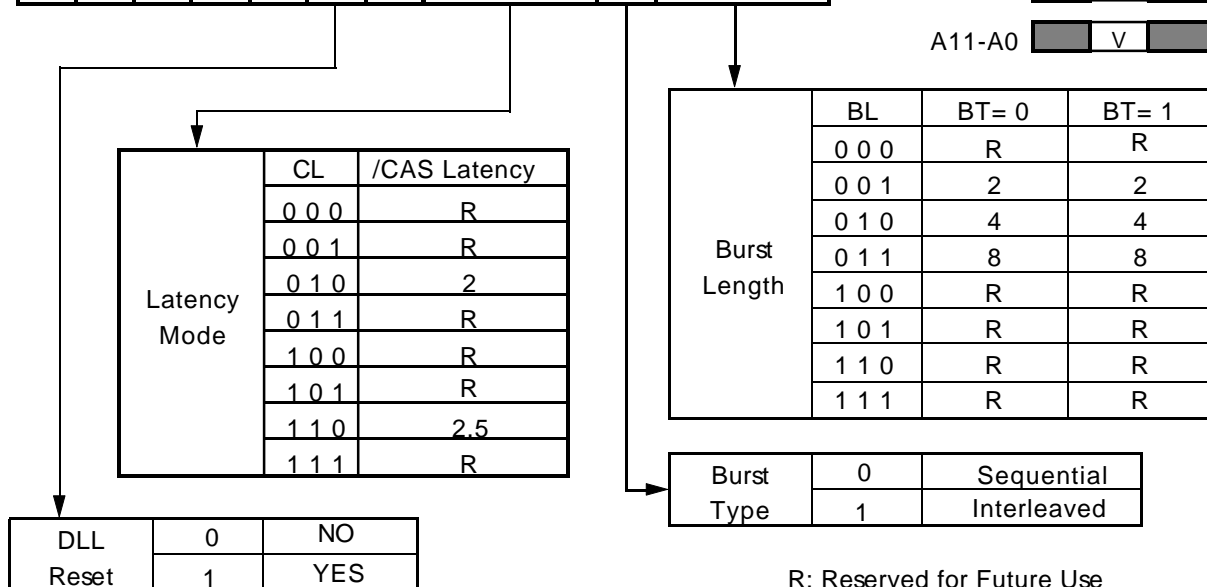 A11-A0 V
BL BT= 0 BT= 1
0 0 0 R R
0 0 1 2 2
0 1 0 4 4
0 1 1 8 8
1 0 0 R R
1 0 1 R R
1 1 0 R R
1 1 1 R R
Burst
Length
CL /CAS Latency
0 0 0 R
0 0 1 R
0 1 0 2
0 1 1 R
1 0 0 R
1 0 1 R
1 1 0 2.5
1 1 1 R
Latency
Mode
Burst
Type
0 Sequential
1 Interleaved
DLL
Reset
0 NO
1 YES
R: Reserved for Future Use